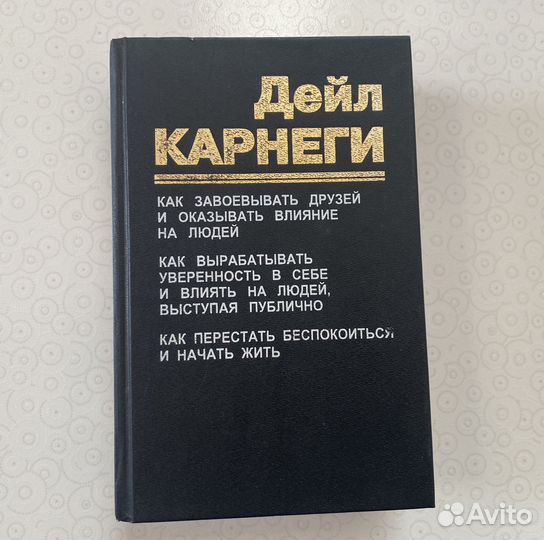 Дейл
КАРНЕГИ
КАК ЗАВОЕВЫВАТЬ ДРУЗЕЙ
И ОКАЗЫВАТЬ ВЛИЯНИЕ
НА ЛЮДЕЙ
КАК ВЫРАБАТЫВАТЬ
УВЕРЕННОСТЬ В СЕБЕ
И ВЛИЯТЬ НА ЛЮДЕЙ,
ВЫСТУПАЯ ПУБЛИЧНО
КАК ПЕРЕСТАТЬ БЕСПОКОИТЬСЯ
И НАЧАТЬ ЖИТЬ
Avito